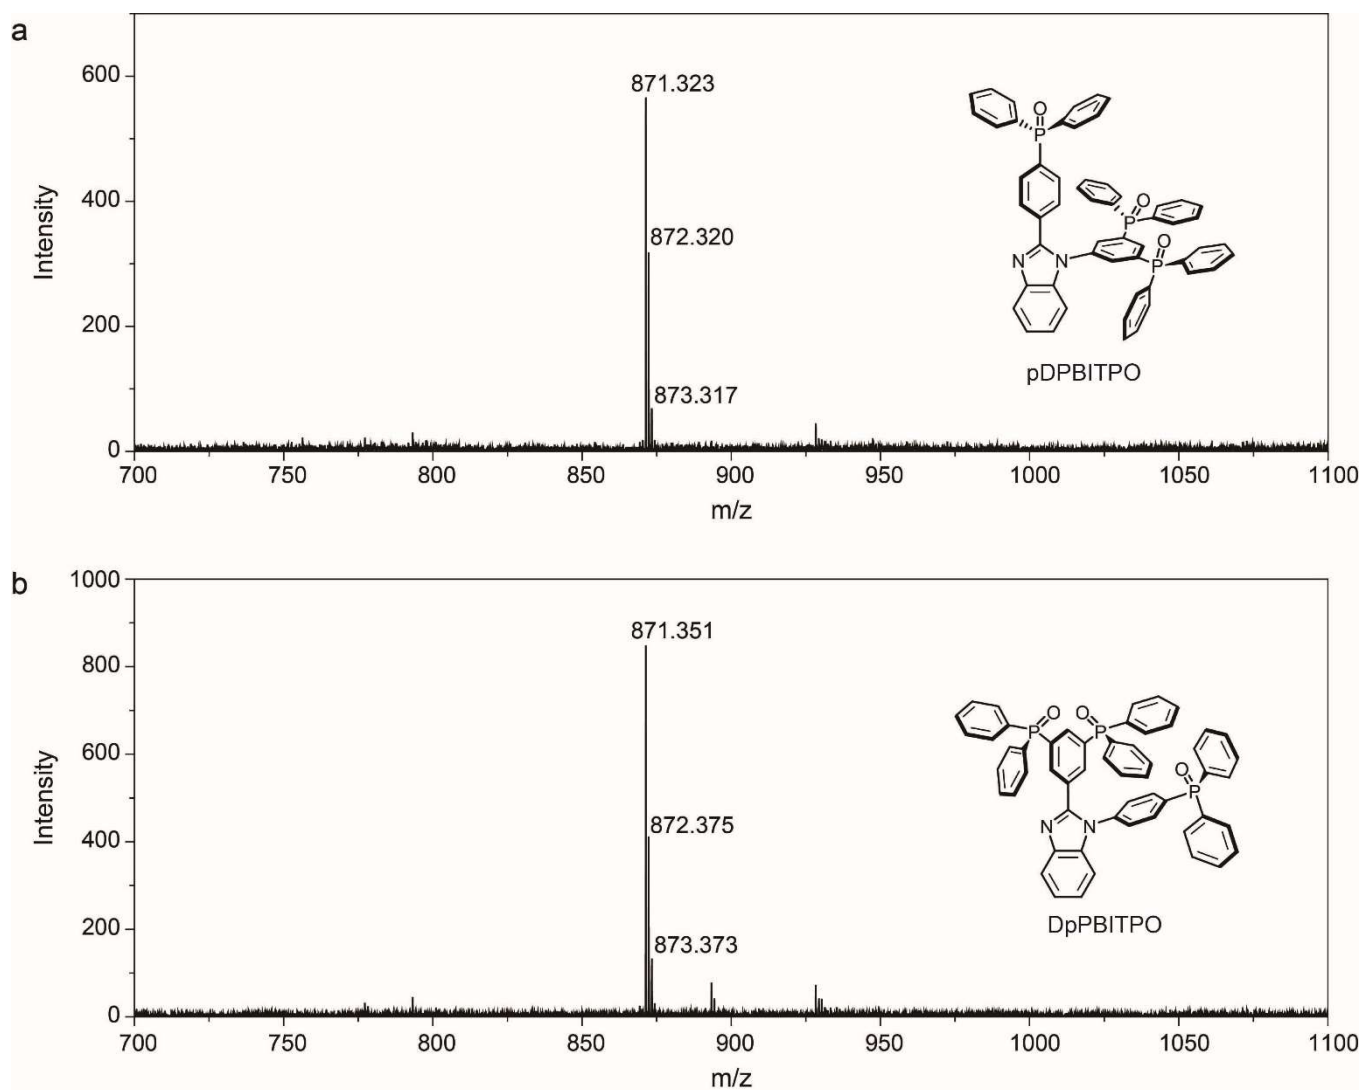 a
600
400
200
0
Intensity
871.323
872.320
873.317
O
P
O
P
O
P
N
N
pDPBITPO
700
750
800
850
900
950
1000
1050
1100
m/z
b
1000
800
600
400
200
0
Intensity
871.351
872.375
873.373
O
O
P
P
O
P
N
N
DpPBITPO
700
750
800
850
900
950
1000
1050
1100
m/z